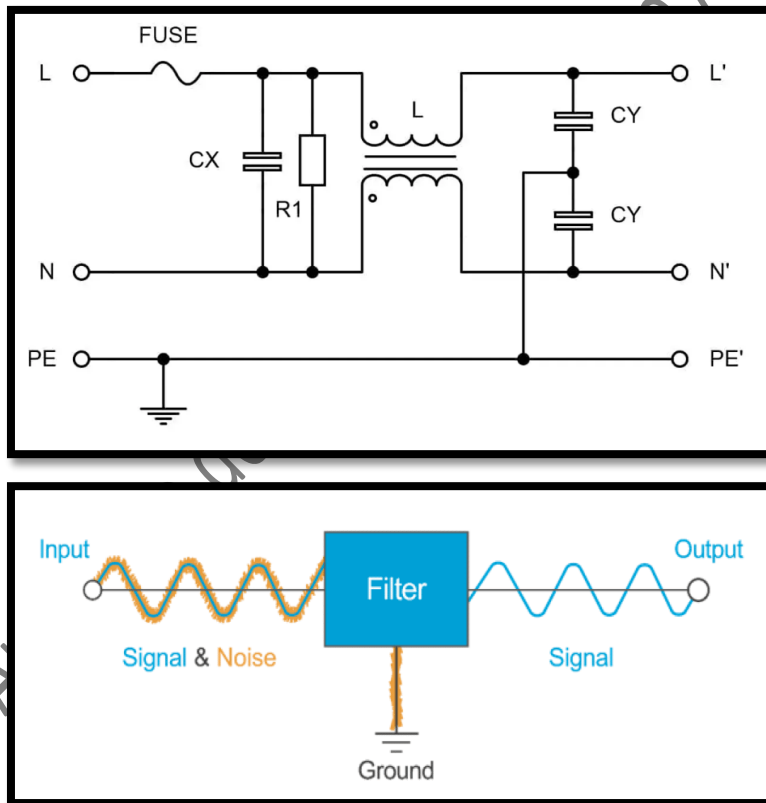 FUSE
L
L'
L
CY
CX
R1
CY
N
N'
PE
PE'
Input
Output
Filter
Signal & Noise
Signal
Ground